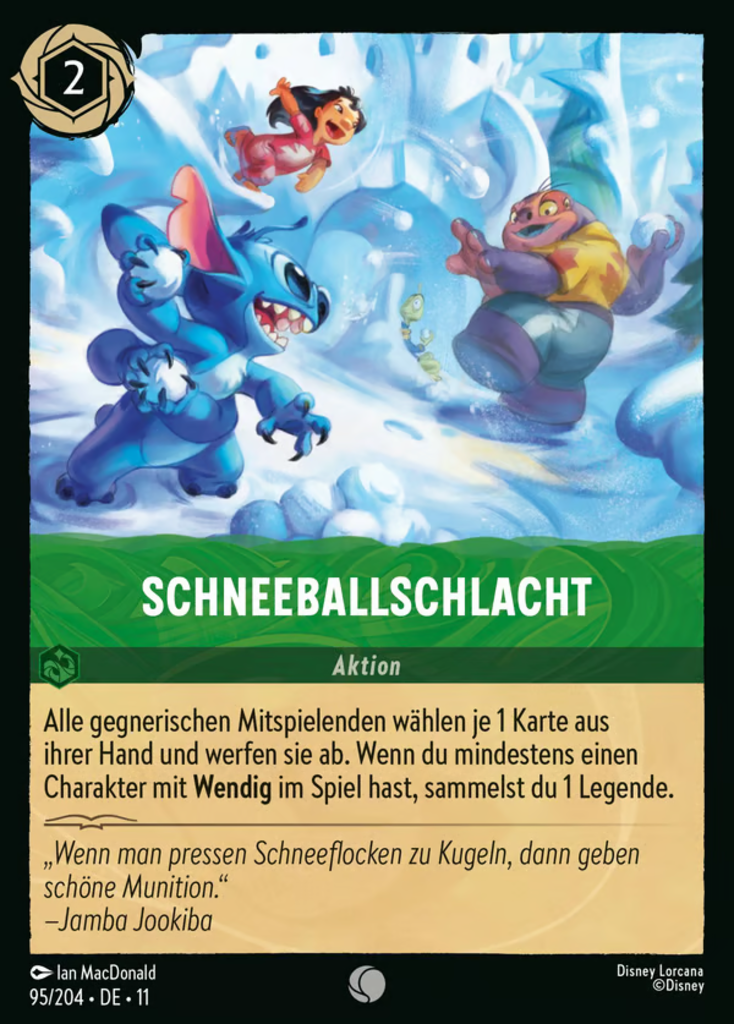 2
SCHNEEBALLSCHLACHT
Aktion
Alle gegnerischen Mitspielenden wählen je 1 Karte aus
ihrer Hand und werfen sie ab. Wenn du mindestens einen
Charakter mit Wendig im Spiel hast, sammelst du 1 Legende.
„Wenn man pressen Schneeflocken zu Kugeln, dann geben
schöne Munition.“
–Jamba Jookiba
Ian MacDonald
95/204 • DE • 11
Disney Lorcana
©Disney